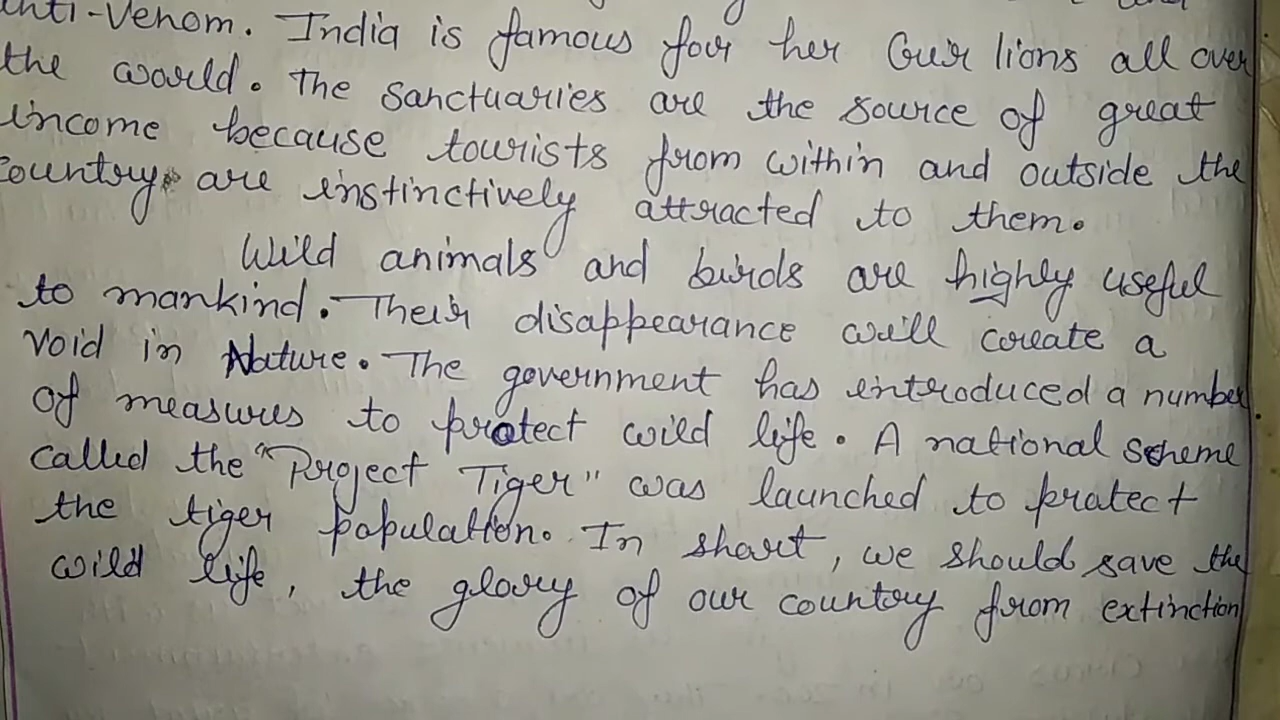 anti-Venom. India is famous for her Guir lions all over
the world. The sanctuaries are the source of great
income because tourists from within and outside the
country are instinctively attracted to them.
Wild animals and birds are highly useful
to mankind. Their disappearance will create a
void in Nature. The government has introduced a number
of measures to protect wild life. A national scheme
called the "Project Tiger" was launched to pratect
the tiger population. In short, we should save the
wild life, the glory of our country from extinction